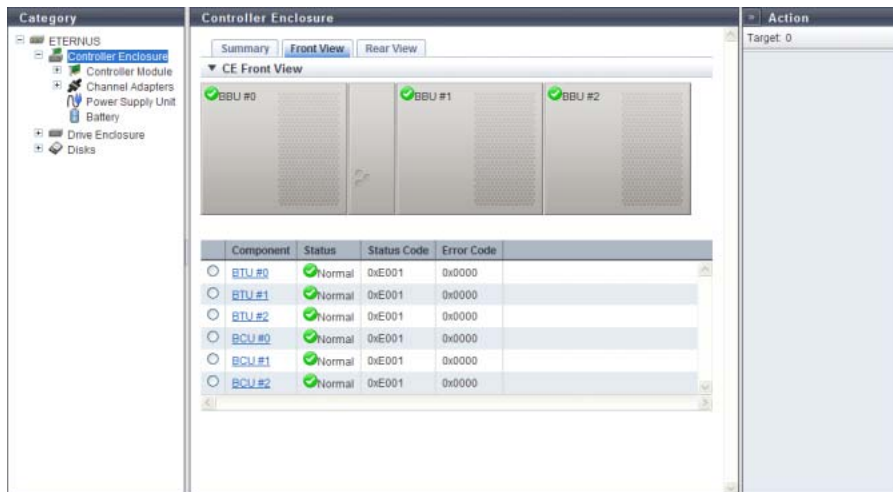 Category
ETERNUS
Controller Enclosure
Controller Module
Channel Adapters
Power Supply Unit
Battery
Drive Enclosure
Disks
Controller Enclosure
Summary Front View Rear View
CE Front View
BBU #0 BBU #1 BBU #2
Component Status Status Code Error Code
BTU #0 Normal 0xE001 0x0000
BTU #1 Normal 0xE001 0x0000
BTU #2 Normal 0xE001 0x0000
BCU #0 Normal 0xE001 0x0000
BCU #1 Normal 0xE001 0x0000
BCU #2 Normal 0xE001 0x0000
» Action
Target: 0